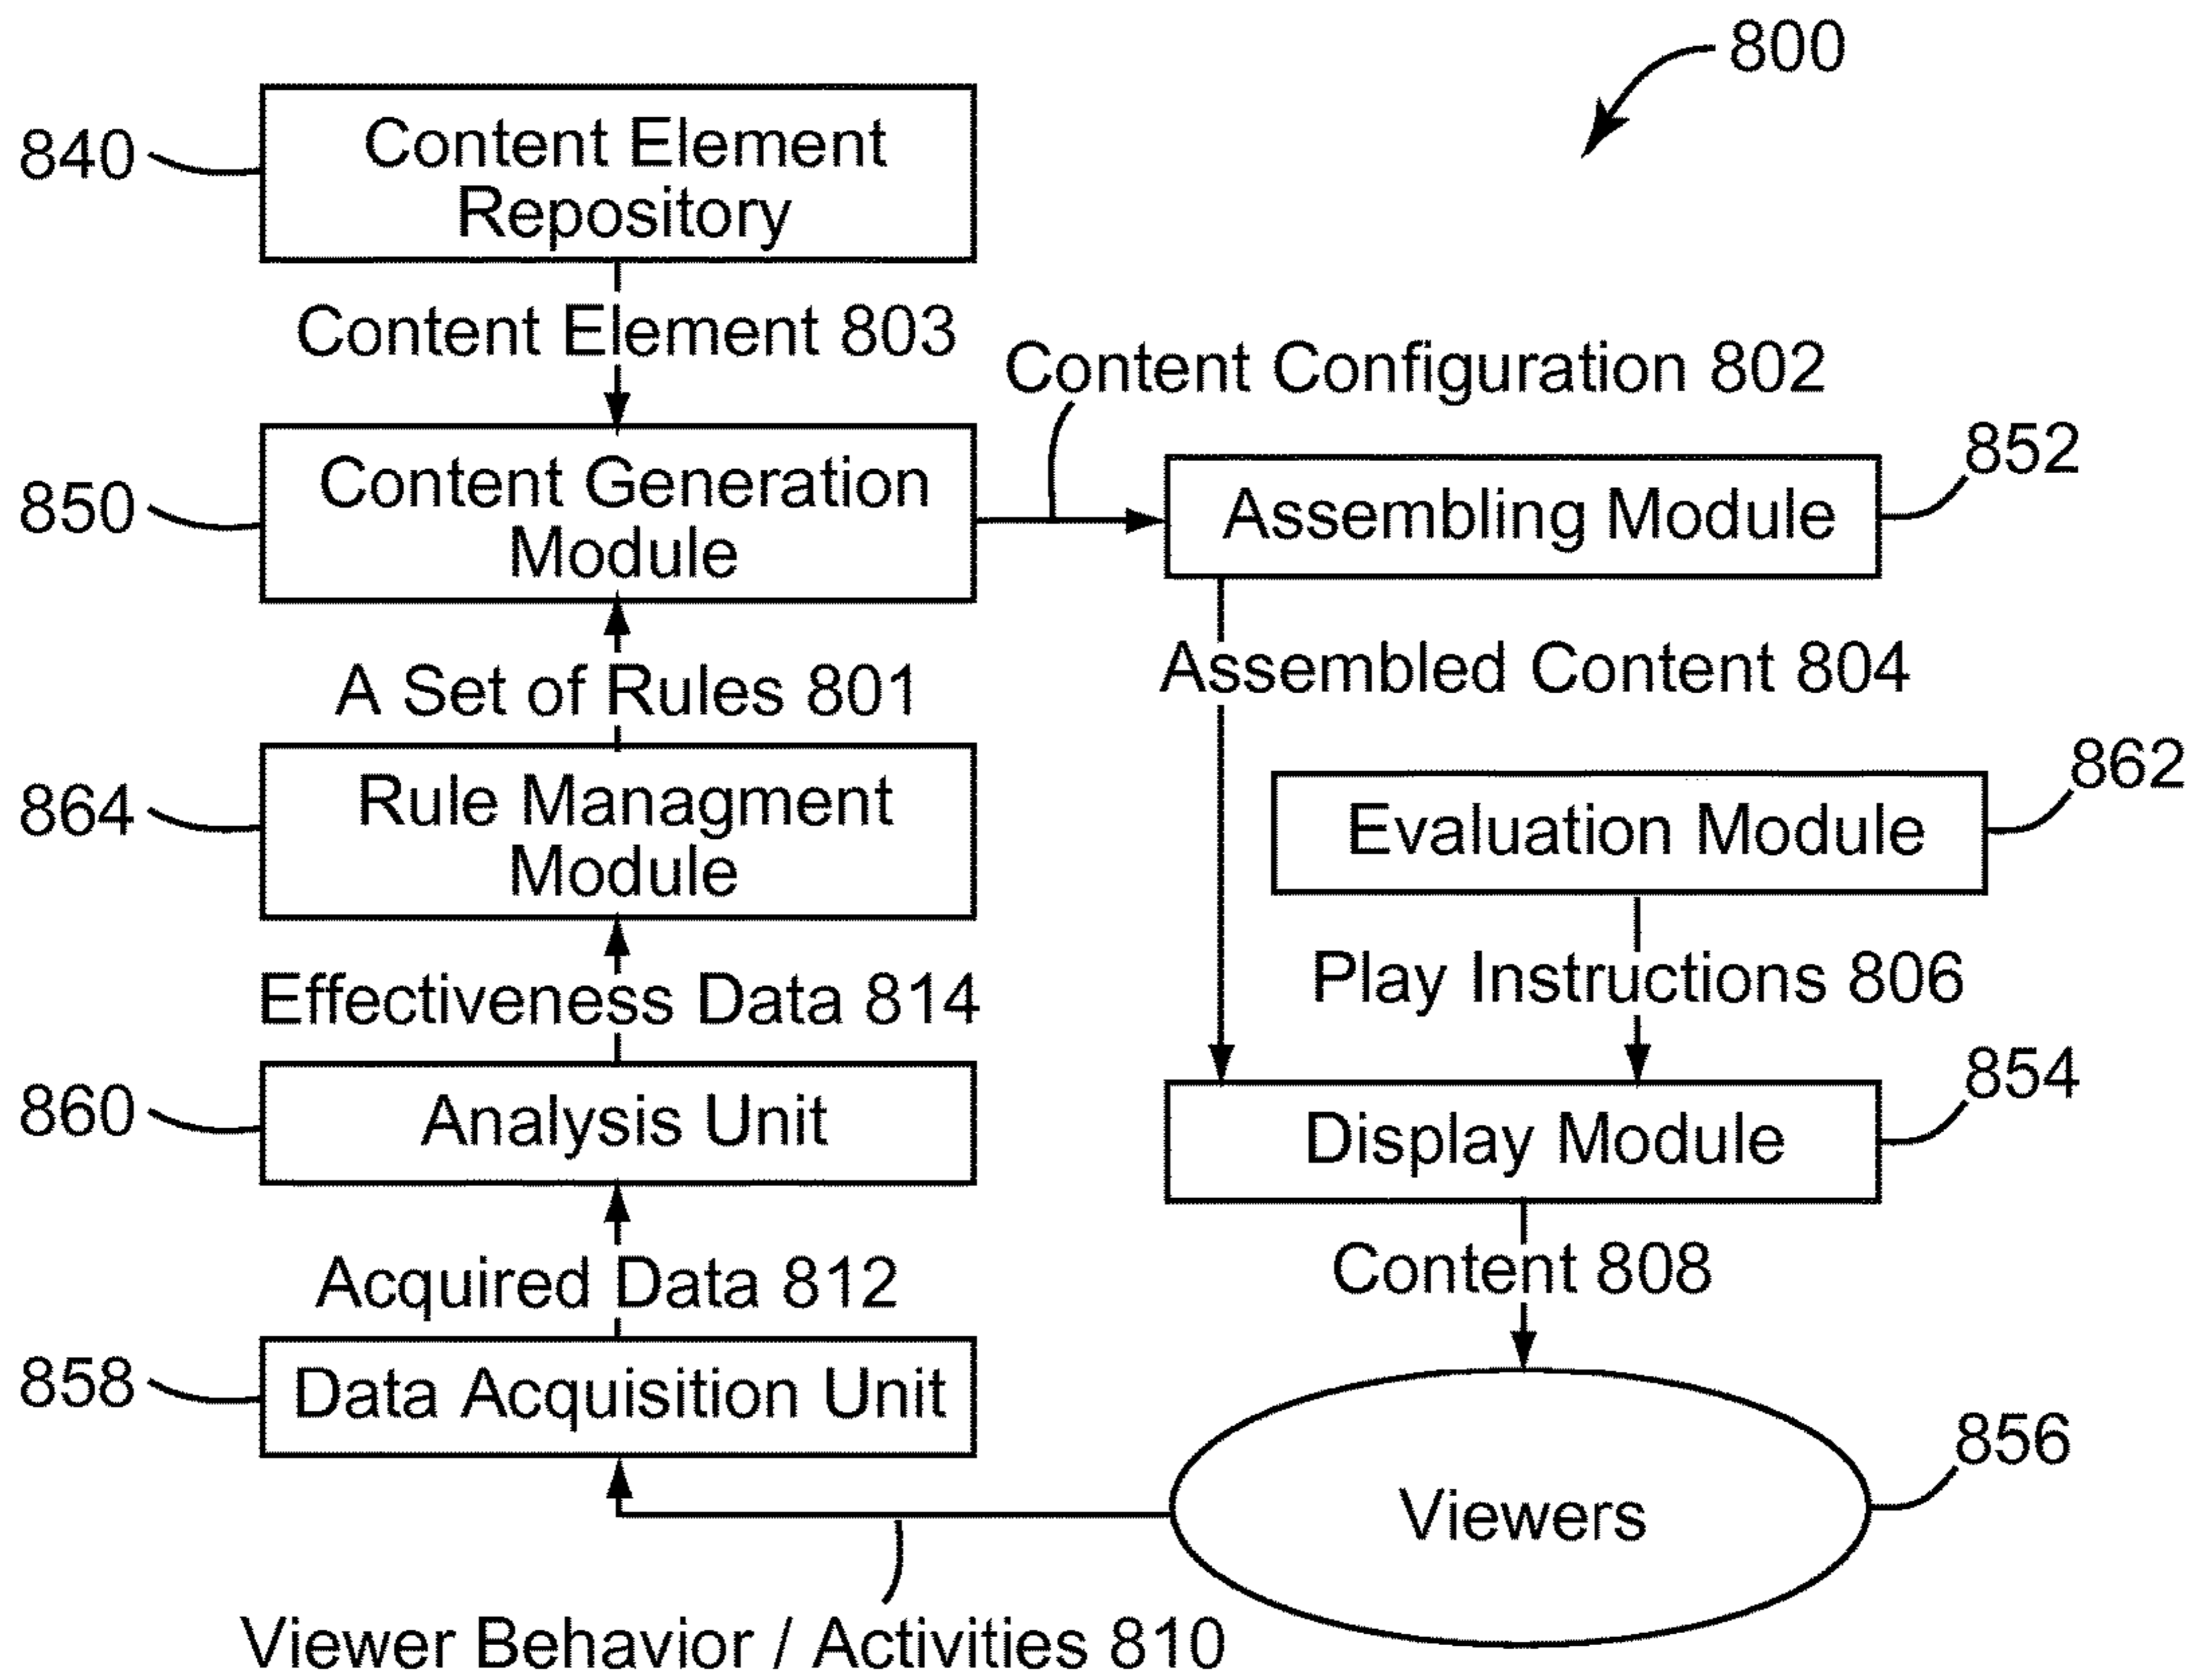 800
840
Content Element
Repository
Content Element 803
Content Configuration 802
850
Content Generation
Module
852
Assembling Module
A Set of Rules 801
Assembled Content 804
864
Rule Managment
Module
862
Evaluation Module
Effectiveness Data 814
Play Instructions 806
860
Analysis Unit
854
Display Module
Acquired Data 812
Content 808
858
Data Acquisition Unit
856
Viewers
Viewer Behavior / Activities 810